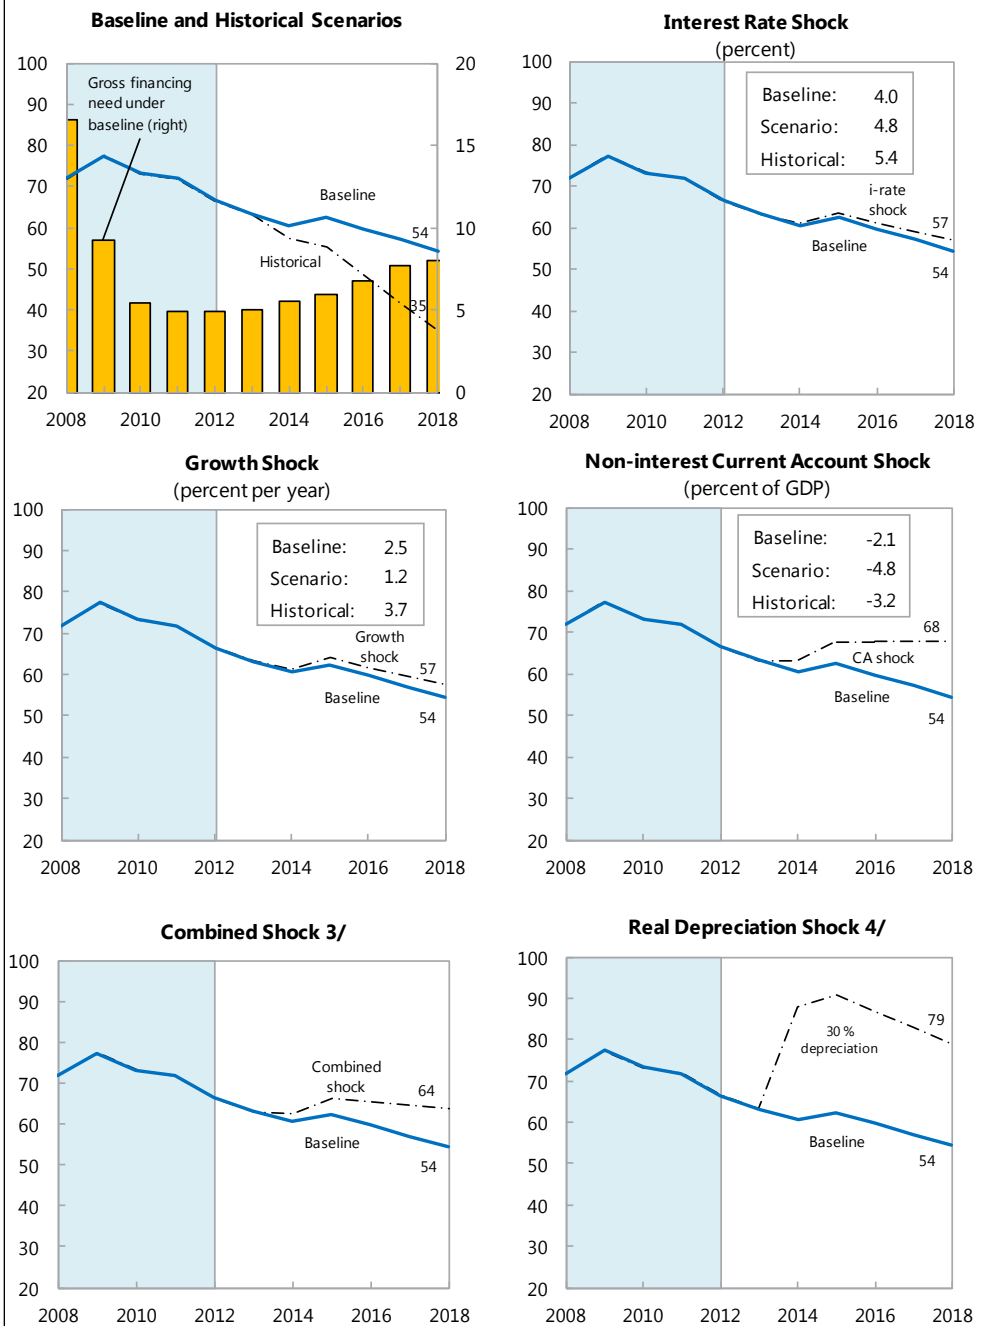 Baseline and Historical Scenarios
100
90
80
70
60
50
40
30
20
20
15
10
5
0
Gross financing
need under
baseline (right)
Baseline
54
Historical
35
2008 2010 2012 2014 2016 2018
Interest Rate Shock
(percent)
100
90
80
70
60
50
40
30
20
Baseline: 4.0
Scenario: 4.8
Historical: 5.4
i-rate
shock
57
Baseline
54
2008 2010 2012 2014 2016 2018
Growth Shock
(percent per year)
100
90
80
70
60
50
40
30
20
Baseline: 2.5
Scenario: 1.2
Historical: 3.7
Growth
shock
57
Baseline
54
2008 2010 2012 2014 2016 2018
Non-interest Current Account Shock
(percent of GDP)
100
90
80
70
60
50
40
30
20
Baseline: -2.1
Scenario: -4.8
Historical: -3.2
68
CA shock
Baseline
54
2008 2010 2012 2014 2016 2018
Combined Shock 3/
100
90
80
70
60
50
40
30
20
Combined
shock
64
Baseline
54
2008 2010 2012 2014 2016 2018
Real Depreciation Shock 4/
100
90
80
70
60
50
40
30
20
79
30 %
depreciation
Baseline
54
2008 2010 2012 2014 2016 2018